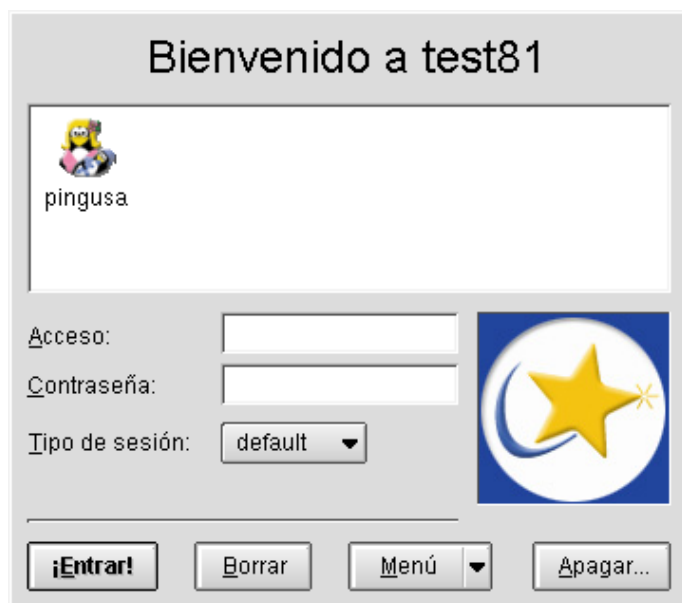 Bienvenido a test81
pingusa
Acceso:
Contraseña:
Tipo de sesión: default
¡Entrar! Borrar Menú Apagar...